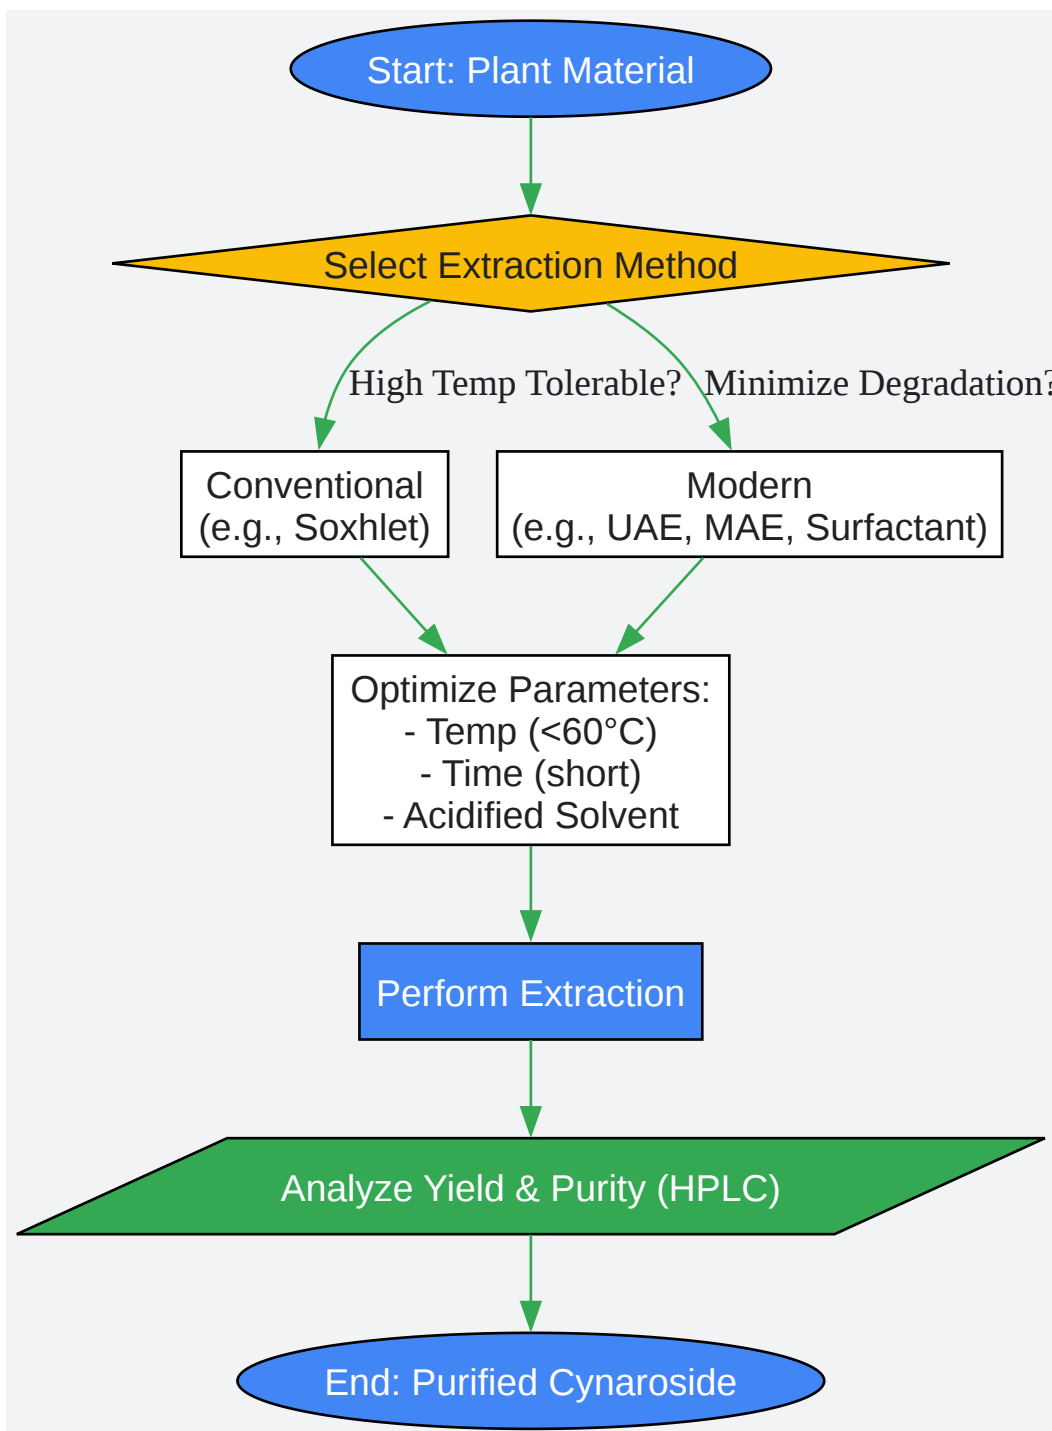 Start: Plant Material
Select Extraction Method
High Temp Tolerable?
Minimize Degradation?
Conventional
(e.g., Soxhlet)
Modern
(e.g., UAE, MAE, Surfactant)
Optimize Parameters:
- Temp (<60°C)
- Time (short)
- Acidified Solvent
Perform Extraction
Analyze Yield & Purity (HPLC)
End: Purified Cynaroside